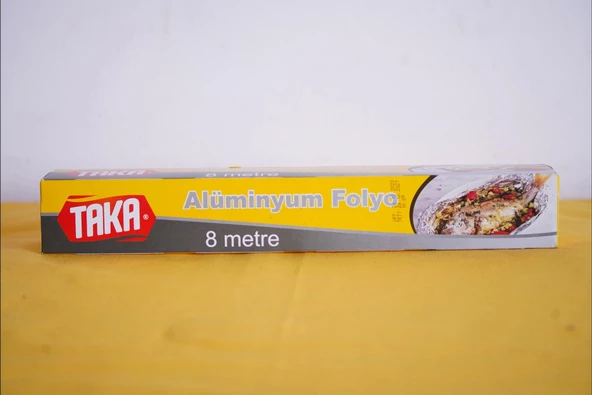 TAKA
8 metre
TAKA®
Alüminyum Folyo
8 metre